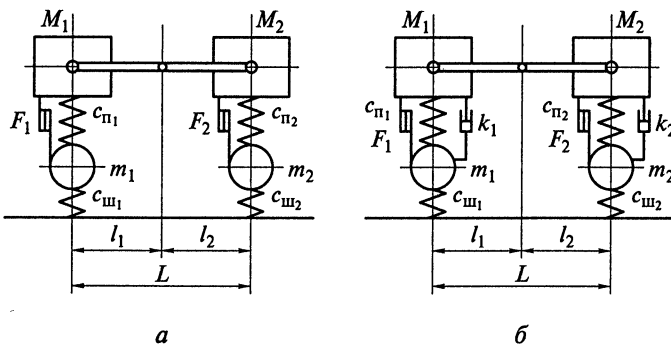 M₁ M₂ M₁ M₂
F₁ cп₁ F₂ cп₂ cп₁ F₁ k₁ cп₂ F₂ k₂
m₁ m₂ m₁ m₂
cш₁ cш₂ cш₁ cш₂
l₁ l₂ l₁ l₂
L L
а б